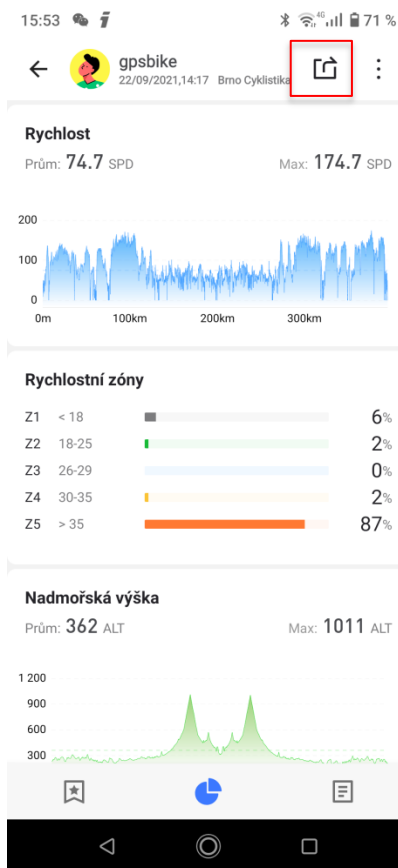 15:53 4G 71 %
gpsbike
22/09/2021,14:17 Brno Cyklistika
Rychlost
Prům: 74.7 SPD Max: 174.7 SPD
200
100
0
0m 100km 200km 300km
Rychlostní zóny
Z1 < 18 6%
Z2 18-25 2%
Z3 26-29 0%
Z4 30-35 2%
Z5 > 35 87%
Nadmořská výška
Prům: 362 ALT Max: 1011 ALT
1 200
900
600
300